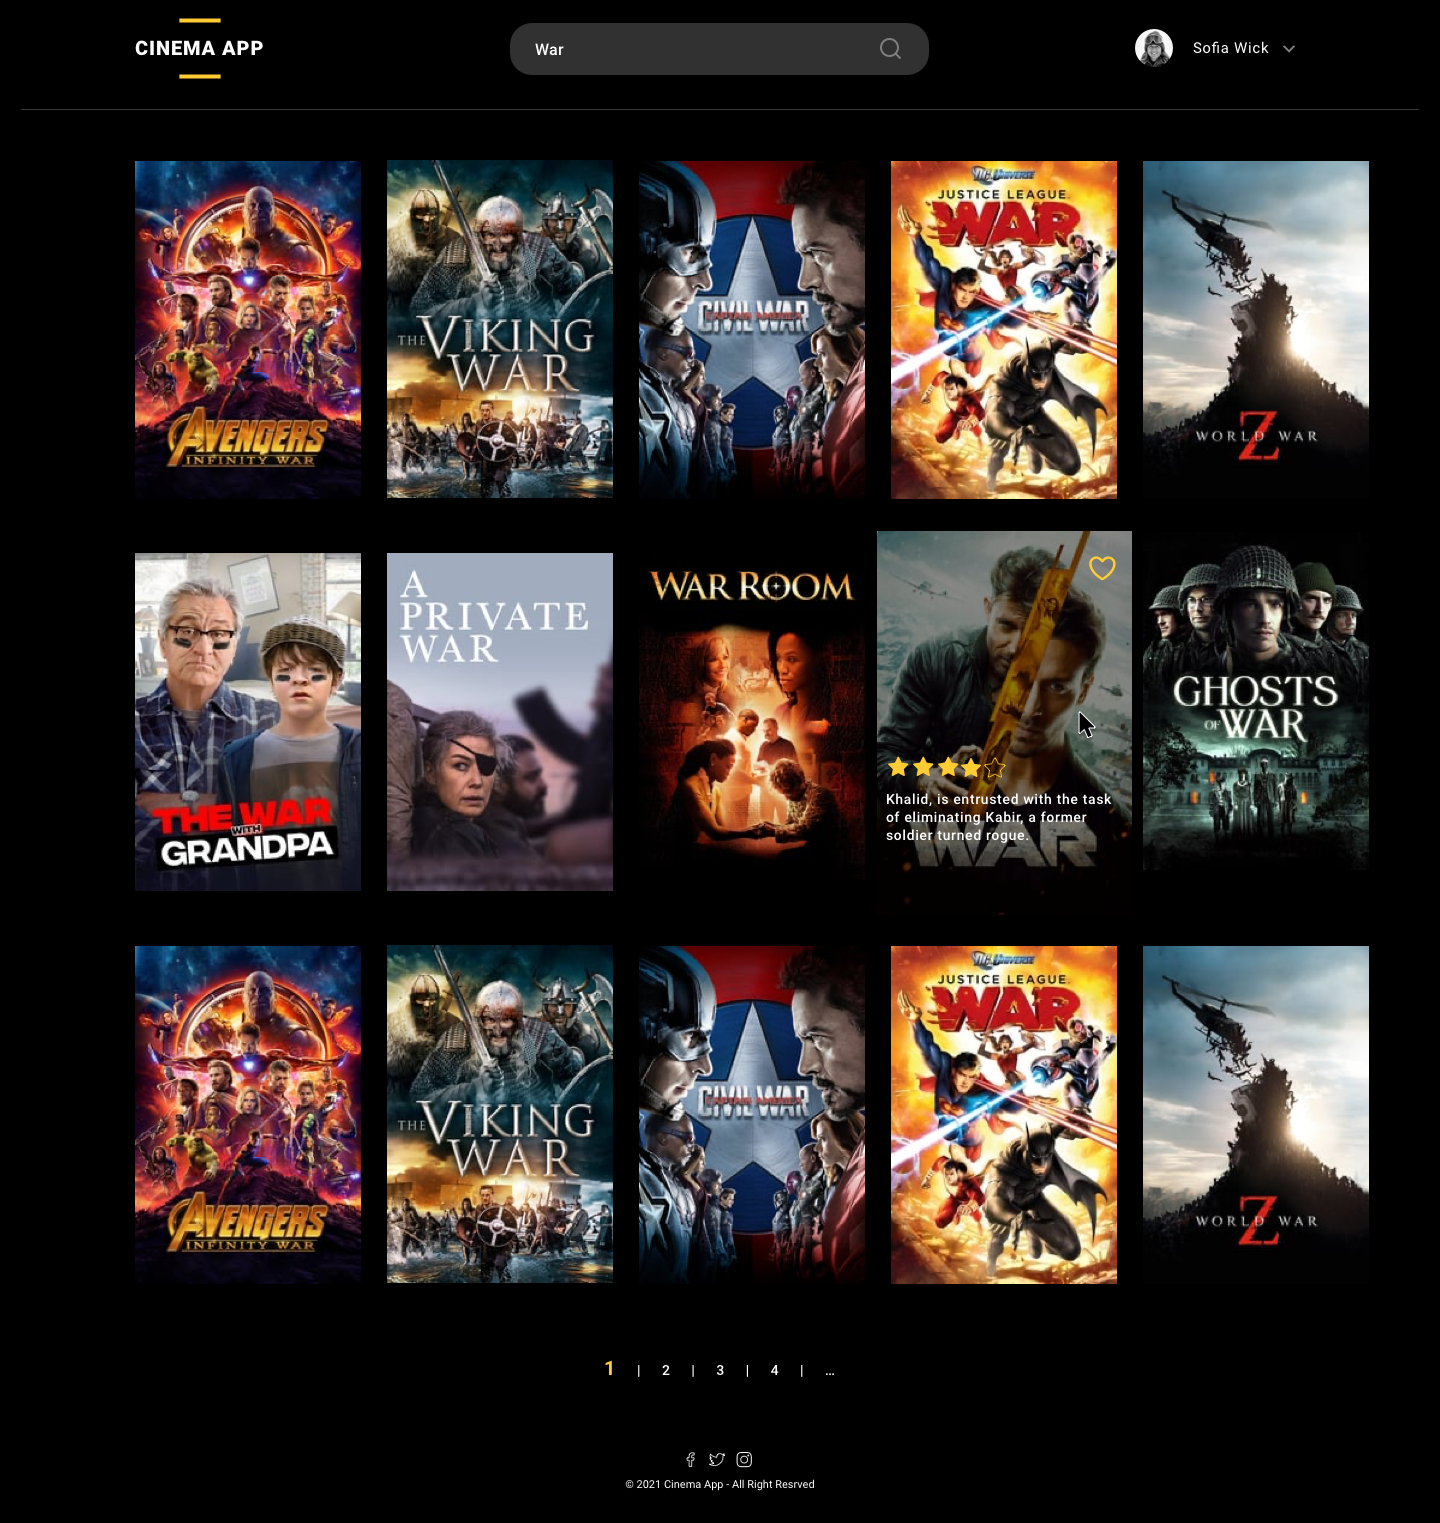 CINEMA APP
War
Sofia Wick
AVENGERS
INFINITY WAR
THE VIKING
WAR
CAPTAIN AMERICA
CIVIL WAR
DC UNIVERSE
JUSTICE LEAGUE
WAR
WORLD WAR
Z
THE WAR
WITH
GRANDPA
A
PRIVATE
WAR
WAR ROOM
Khalid, is entrusted with the task
of eliminating Kabir, a former
soldier turned rogue.
WAR
GHOSTS
OF WAR
AVENGERS
INFINITY WAR
THE VIKING
WAR
CAPTAIN AMERICA
CIVIL WAR
DC UNIVERSE
JUSTICE LEAGUE
WAR
WORLD WAR
Z
1 | 2 | 3 | 4 | ...
© 2021 Cinema App - All Right Resrved